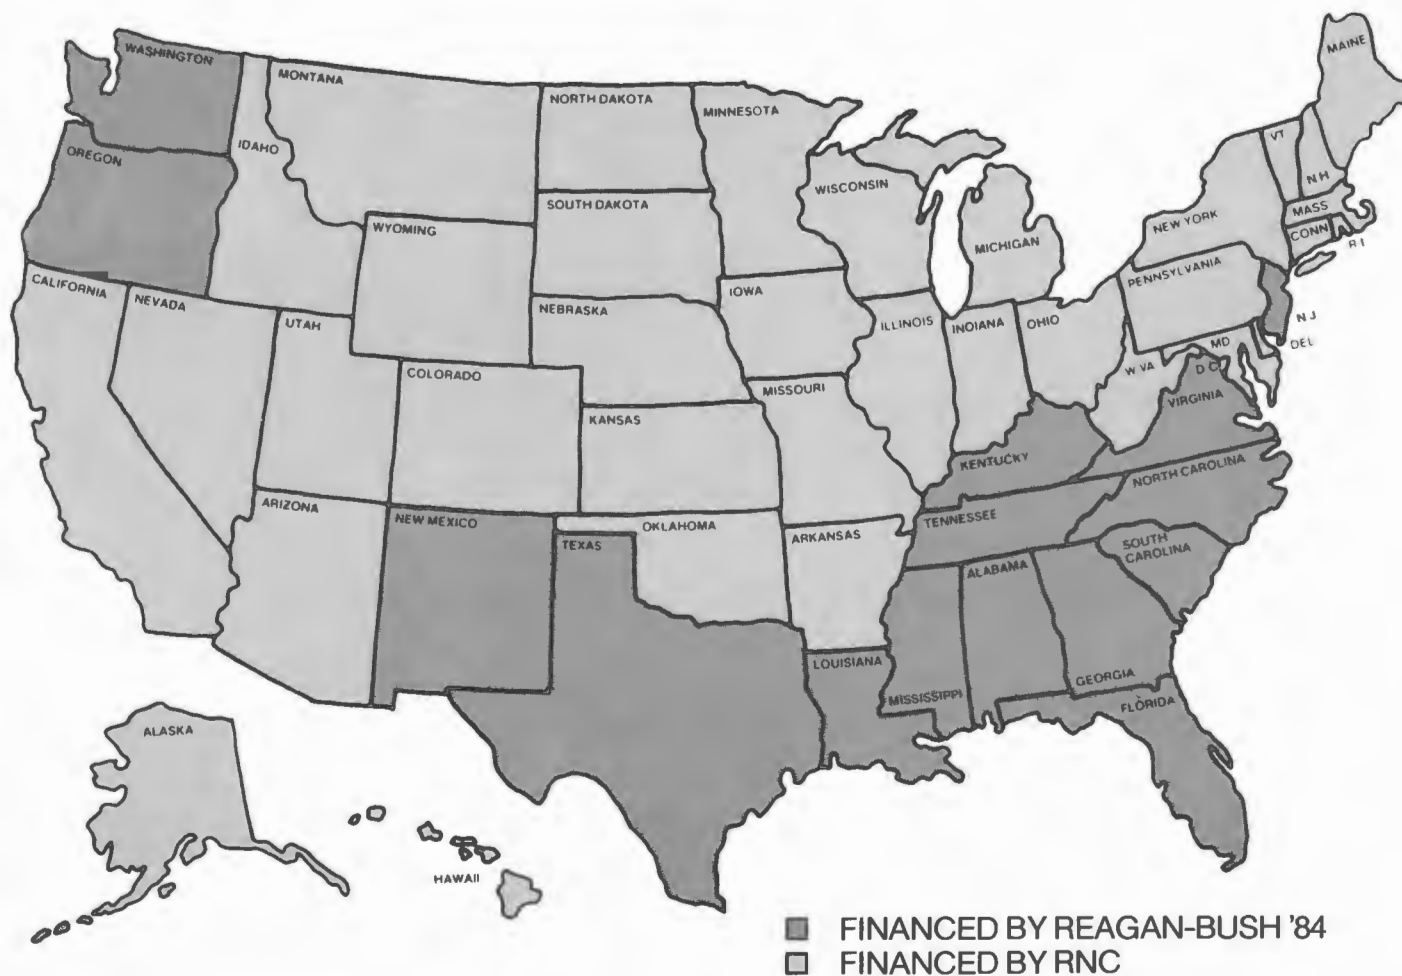 WASHINGTON
MONTANA
NORTH DAKOTA
MINNESOTA
MAINE
OREGON
IDAHO
VT
N H
WISCONSIN
SOUTH DAKOTA
WYOMING
MICHIGAN
NEW YORK
MASS
CONN
R I
CALIFORNIA
NEVADA
UTAH
NEBRASKA
IOWA
ILLINOIS
INDIANA
OHIO
PENNSYLVANIA
N J
DEL
MD
D C
W VA
VIRGINIA
COLORADO
KANSAS
MISSOURI
KENTUCKY
NORTH CAROLINA
ARIZONA
NEW MEXICO
OKLAHOMA
TEXAS
ARKANSAS
TENNESSEE
SOUTH
CAROLINA
ALABAMA
LOUISIANA
MISSISSIPPI
GEORGIA
FLORIDA
ALASKA
HAWAII
FINANCED BY REAGAN-BUSH '84
FINANCED BY RNC